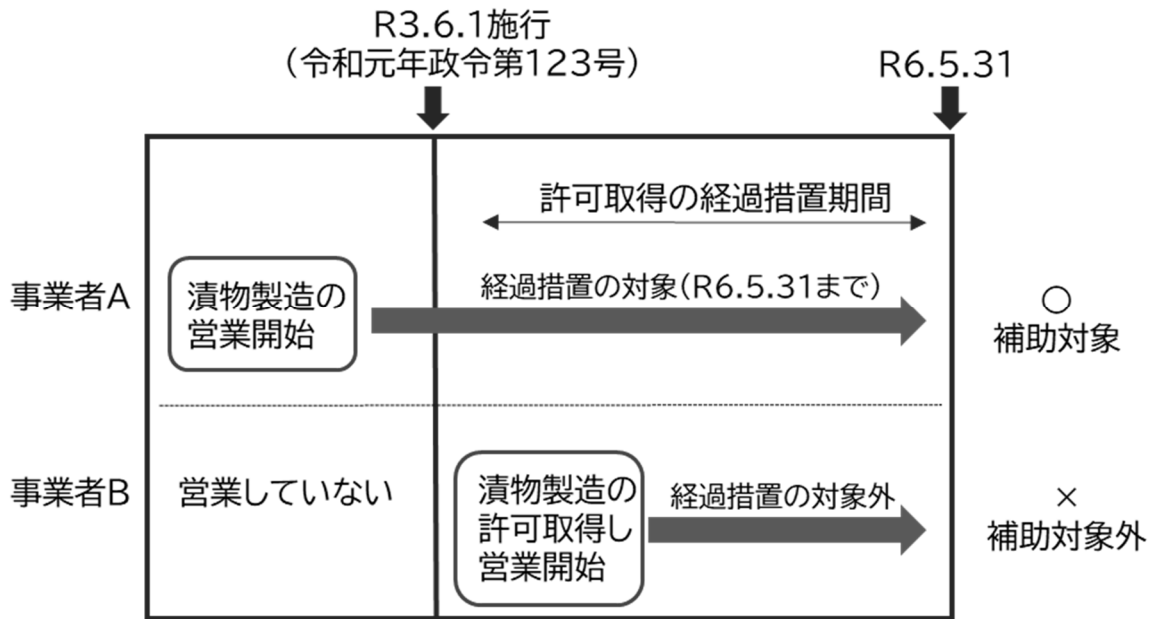 R3.6.1施行
（令和元年政令第123号）
R6.5.31
許可取得の経過措置期間
事業者A
漬物製造の
営業開始
経過措置の対象（R6.5.31まで）
○
補助対象
事業者B
営業していない
漬物製造の
許可取得し
営業開始
経過措置の対象外
×
補助対象外